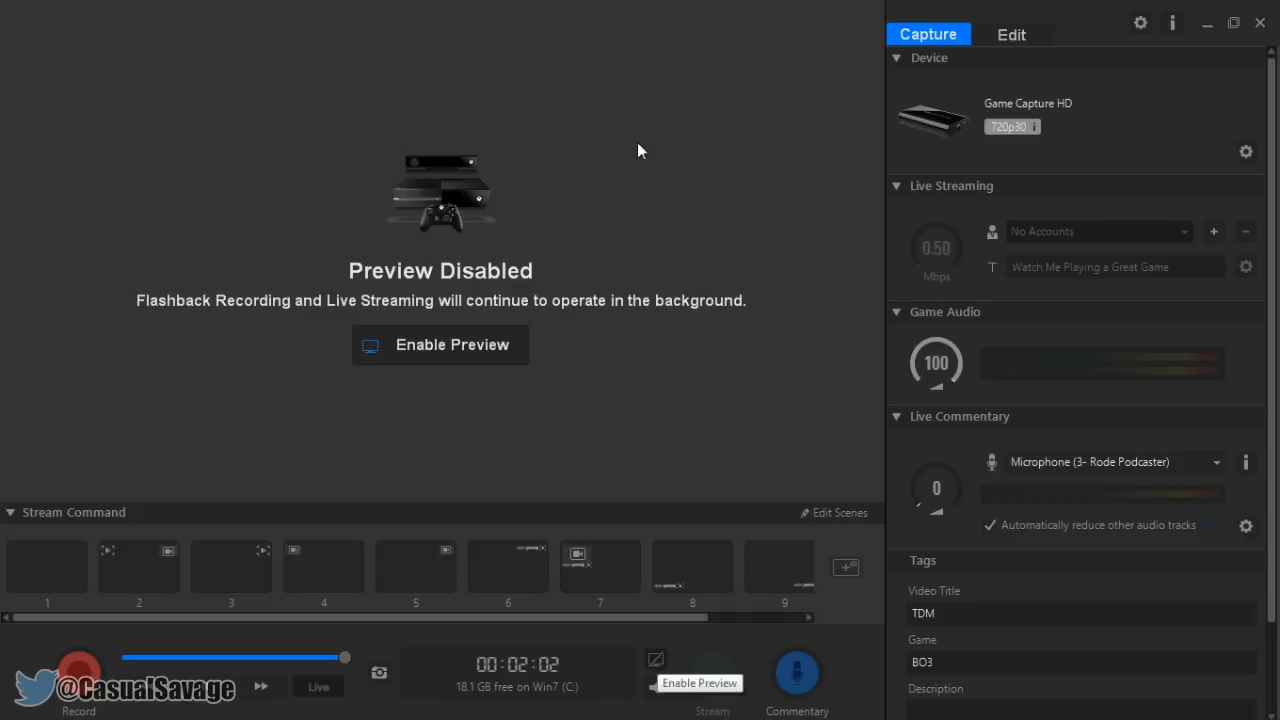 Capture
Edit
Device
Game Capture HD
720p30 i
Live Streaming
No Accounts
0.50
Mbps
T
Watch Me Playing a Great Game
Game Audio
100
Preview Disabled
Flashback Recording and Live Streaming will continue to operate in the background.
Enable Preview
Live Commentary
Microphone (3- Rode Podcaster)
0
Automatically reduce other audio tracks
Stream Command
Edit Scenes
1
2
3
4
5
6
7
8
9
Tags
Video Title
TDM
Game
BO3
Description
00:02:02
18.1 GB free on Win7 (C:)
Live
Enable Preview
@CasualSavage
Record
Stream
Commentary